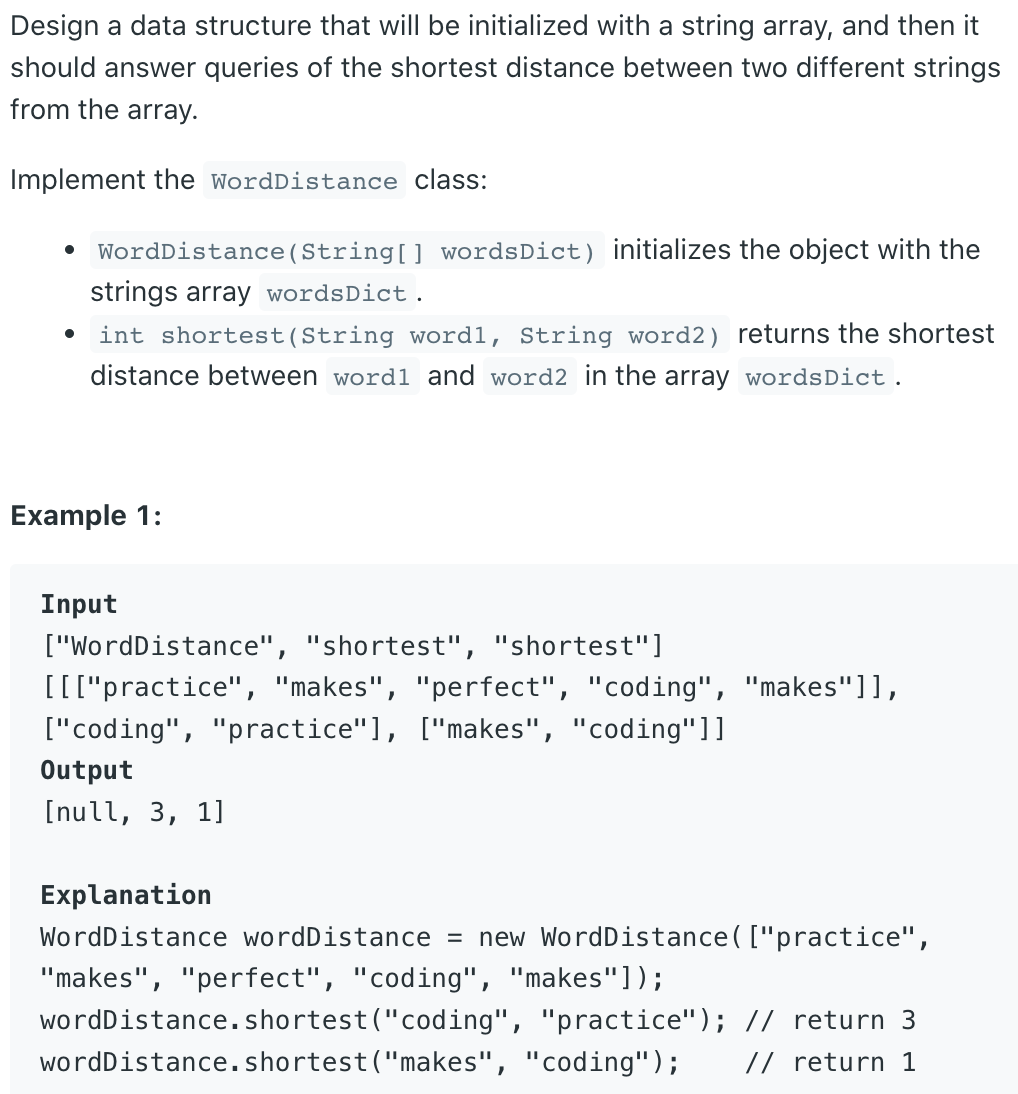 Design a data structure that will be initialized with a string array, and then it
should answer queries of the shortest distance between two different strings
from the array.
Implement the WordDistance class:
• WordDistance(String[] wordsDict) initializes the object with the
strings array wordsDict .
• int shortest(String word1, String word2) returns the shortest
distance between word1 and word2 in the array wordsDict .
Example 1:
Input
["WordDistance", "shortest", "shortest"]
[[["practice", "makes", "perfect", "coding", "makes"]],
["coding", "practice"], ["makes", "coding"]]
Output
[null, 3, 1]
Explanation
WordDistance wordDistance = new WordDistance(["practice",
"makes", "perfect", "coding", "makes"]);
wordDistance.shortest("coding", "practice"); // return 3
wordDistance.shortest("makes", "coding");    // return 1